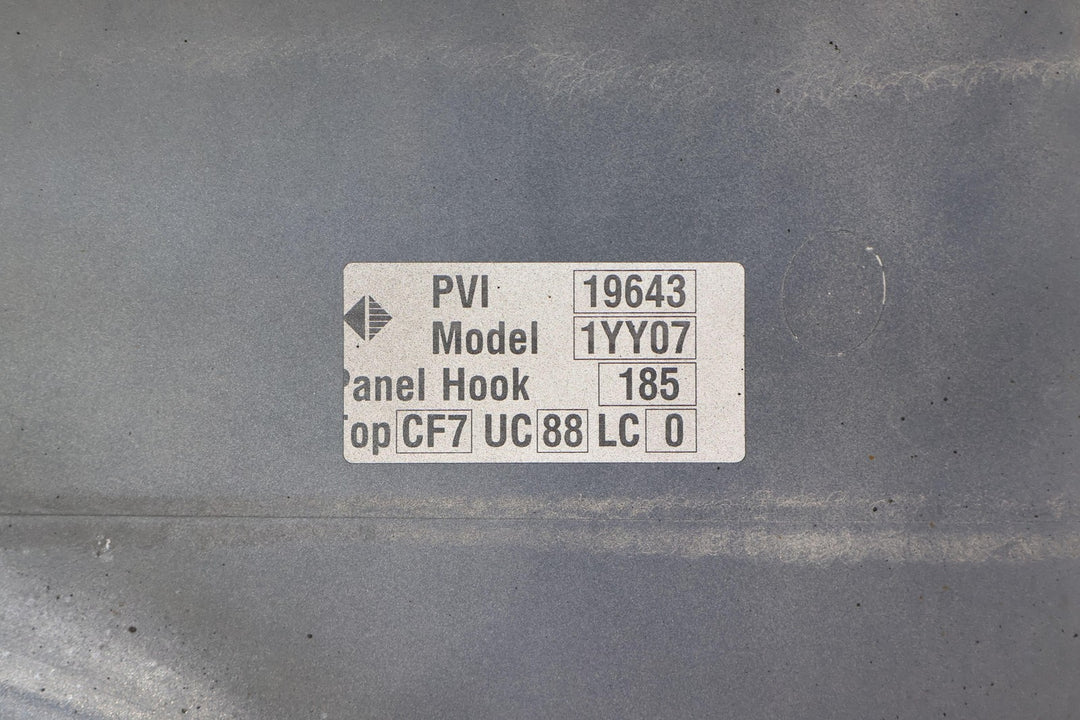 PVI 19643
Model 1YY07
Panel Hook 185
Top CF7 UC 88 LC 0